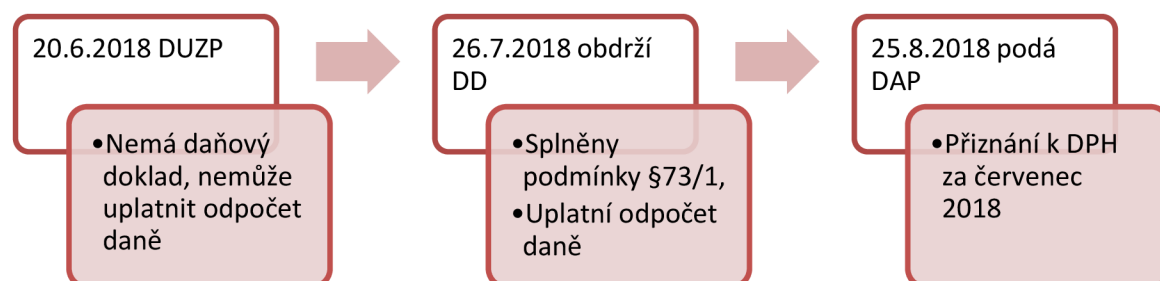 20.6.2018 DUZP
•Nemá daňový
doklad, nemůže
uplatnit odpočet
daně
26.7.2018 obdrží
DD
•Splněny
podmínky §73/1,
•Uplatní odpočet
daně
25.8.2018 podá
DAP
•Přiznání k DPH
za červenec
2018